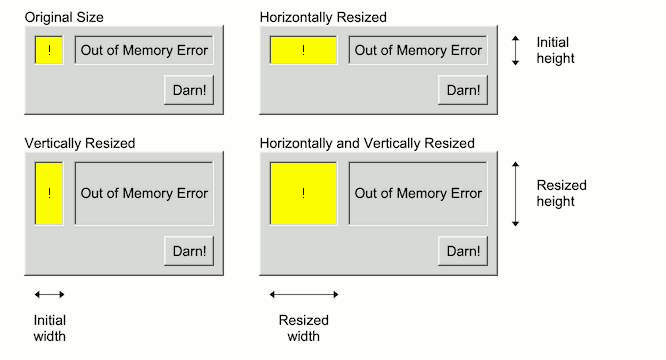 Original Size
Horizontally Resized
! Out of Memory Error
! Out of Memory Error
Initial
height
Darn!
Darn!
Vertically Resized
Horizontally and Vertically Resized
! Out of Memory Error
! Out of Memory Error
Resized
height
Darn!
Darn!
Initial
width
Resized
width